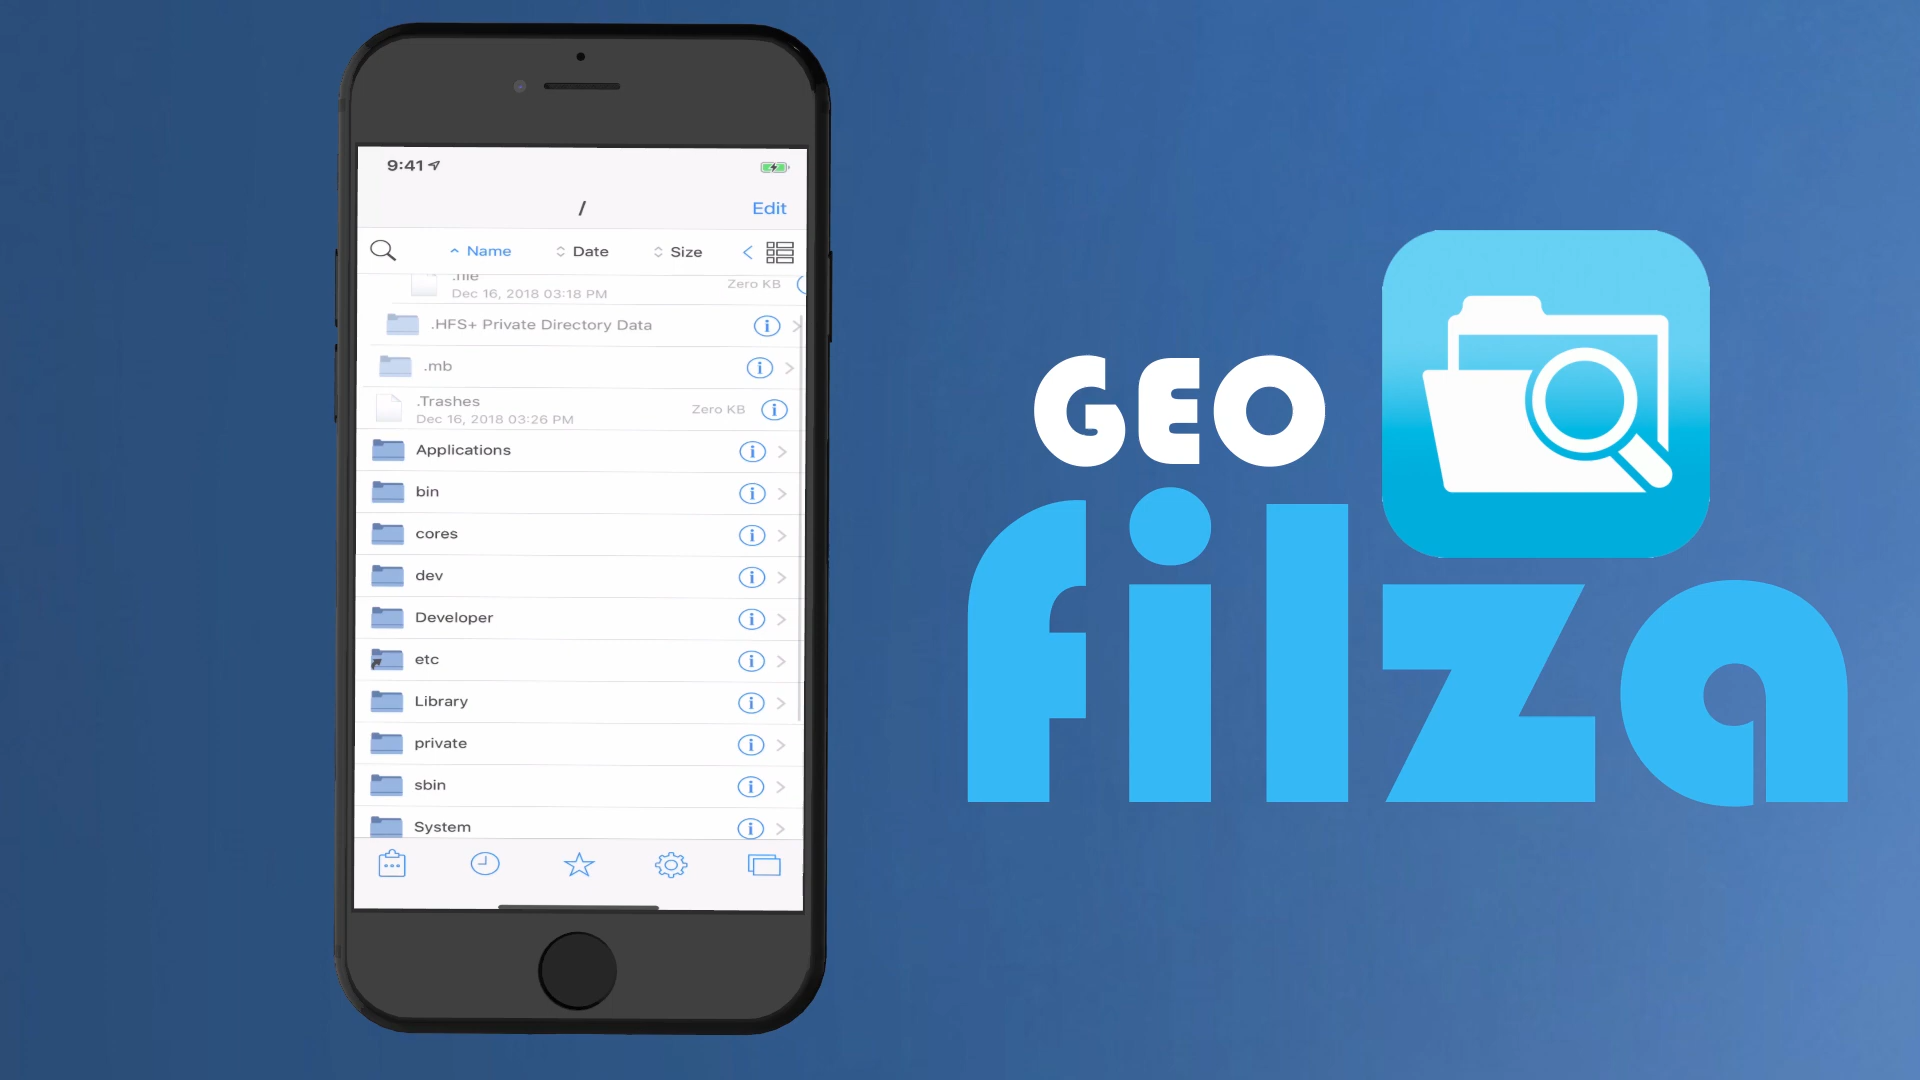 9:41
/
Edit
Name
Date
Size
.file
Dec 16, 2018 03:18 PM
Zero KB
.HFS+ Private Directory Data
.mb
.Trashes
Dec 16, 2018 03:26 PM
Zero KB
Applications
bin
cores
dev
Developer
etc
Library
private
sbin
System
GEO
filza